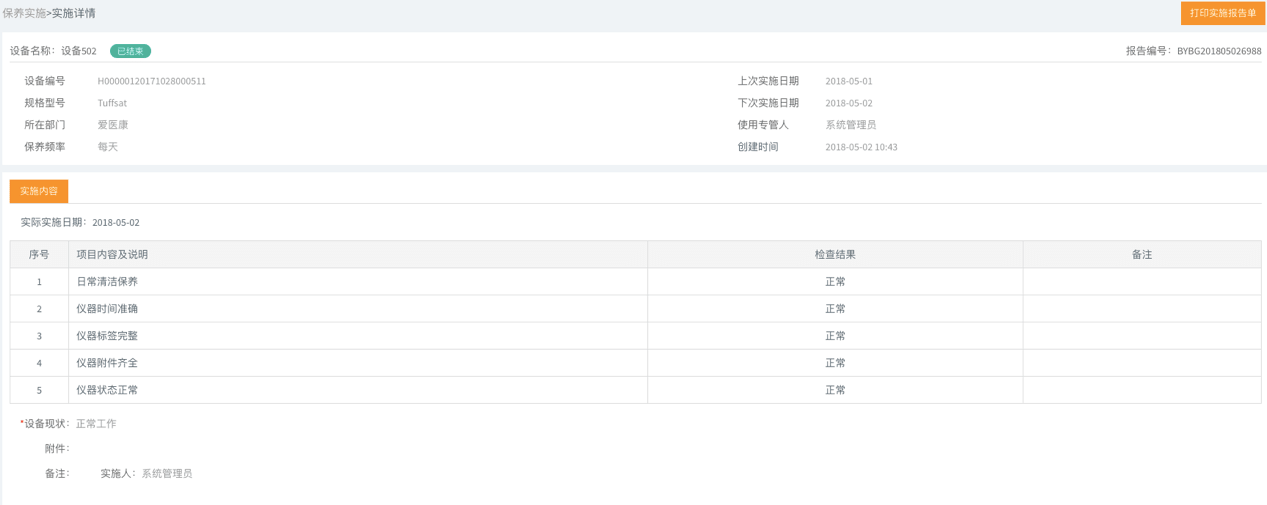 保养实施>实施详情
打印实施报告单
设备名称：设备502 已结束 报告编号：BYBG201805026988
设备编号 H00000120171028000511 上次实施日期 2018-05-01
规格型号 Tuffsat 下次实施日期 2018-05-02
所在部门 爱医康 使用专管人 系统管理员
保养频率 每天 创建时间 2018-05-02 10:43
实施内容
实际实施日期：2018-05-02
序号 项目内容及说明 检查结果 备注
1 日常清洁保养 正常
2 仪器时间准确 正常
3 仪器标签完整 正常
4 仪器附件齐全 正常
5 仪器状态正常 正常
*设备现状：正常工作
附件：
备注： 实施人：系统管理员